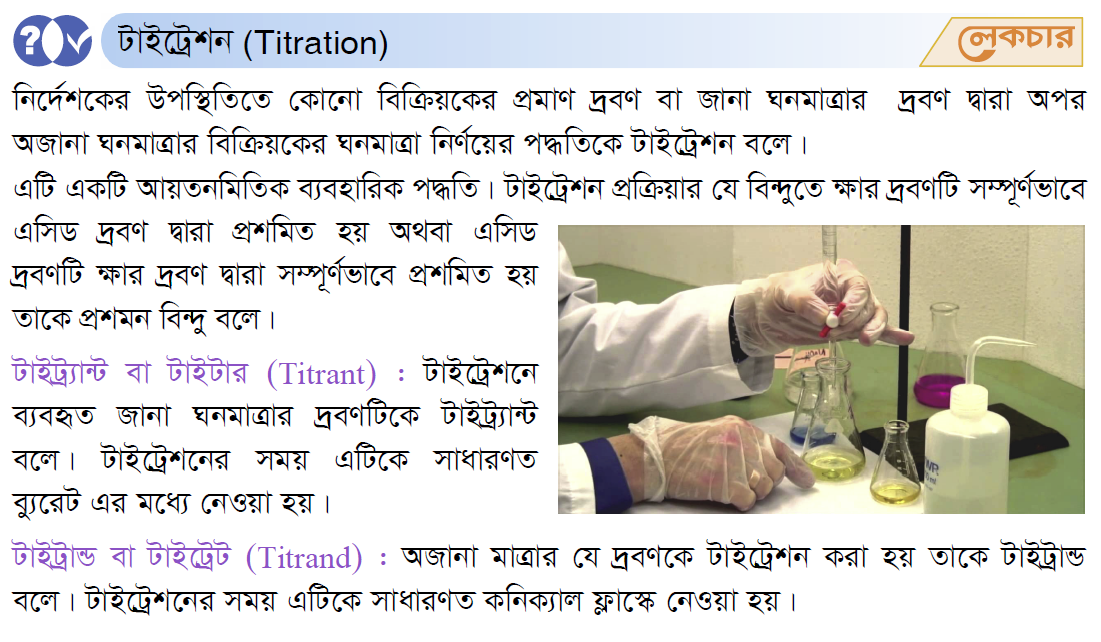 টাইট্রেশন (Titration)
লেকচার
নির্দেশকের উপস্থিতিতে কোনো বিক্রিয়কের প্রমাণ দ্রবণ বা জানা ঘনমাত্রার দ্রবণ দ্বারা অপর
অজানা ঘনমাত্রার বিক্রিয়কের ঘনমাত্রা নির্ণয়ের পদ্ধতিকে টাইট্রেশন বলে।
এটি একটি আয়তনমিতিক ব্যবহারিক পদ্ধতি। টাইট্রেশন প্রক্রিয়ার যে বিন্দুতে ক্ষার দ্রবণটি সম্পূর্ণভাবে
এসিড দ্রবণ দ্বারা প্রশমিত হয় অথবা এসিড
দ্রবণটি ক্ষার দ্রবণ দ্বারা সম্পূর্ণভাবে প্রশমিত হয়
তাকে প্রশমন বিন্দু বলে।
টাইট্র্যান্ট বা টাইটার (Titrant) : টাইট্রেশনে
ব্যবহৃত জানা ঘনমাত্রার দ্রবণটিকে টাইট্র্যান্ট
বলে। টাইট্রেশনের সময় এটিকে সাধারণত
ব্যুরেট এর মধ্যে নেওয়া হয়।
টাইট্রান্ড বা টাইট্রেট (Titrand) : অজানা মাত্রার যে দ্রবণকে টাইট্রেশন করা হয় তাকে টাইট্রান্ড
বলে। টাইট্রেশনের সময় এটিকে সাধারণত কনিক্যাল ফ্লাস্কে নেওয়া হয়।